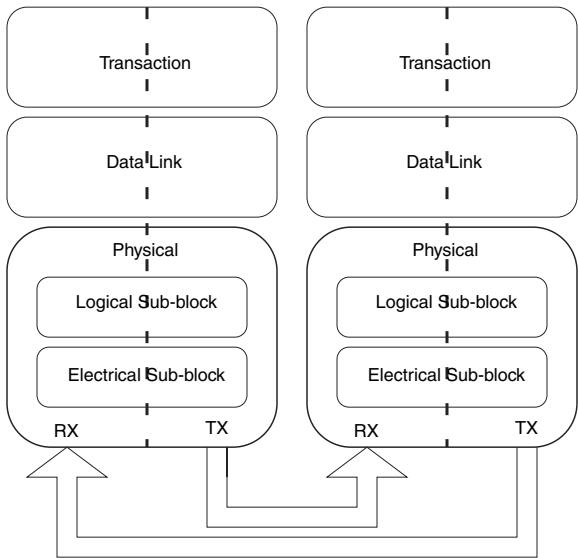 Transaction
Transaction
Data Link
Data Link
Physical
Physical
Logical Sub-block
Logical Sub-block
Electrical Sub-block
Electrical Sub-block
RX
TX
RX
TX